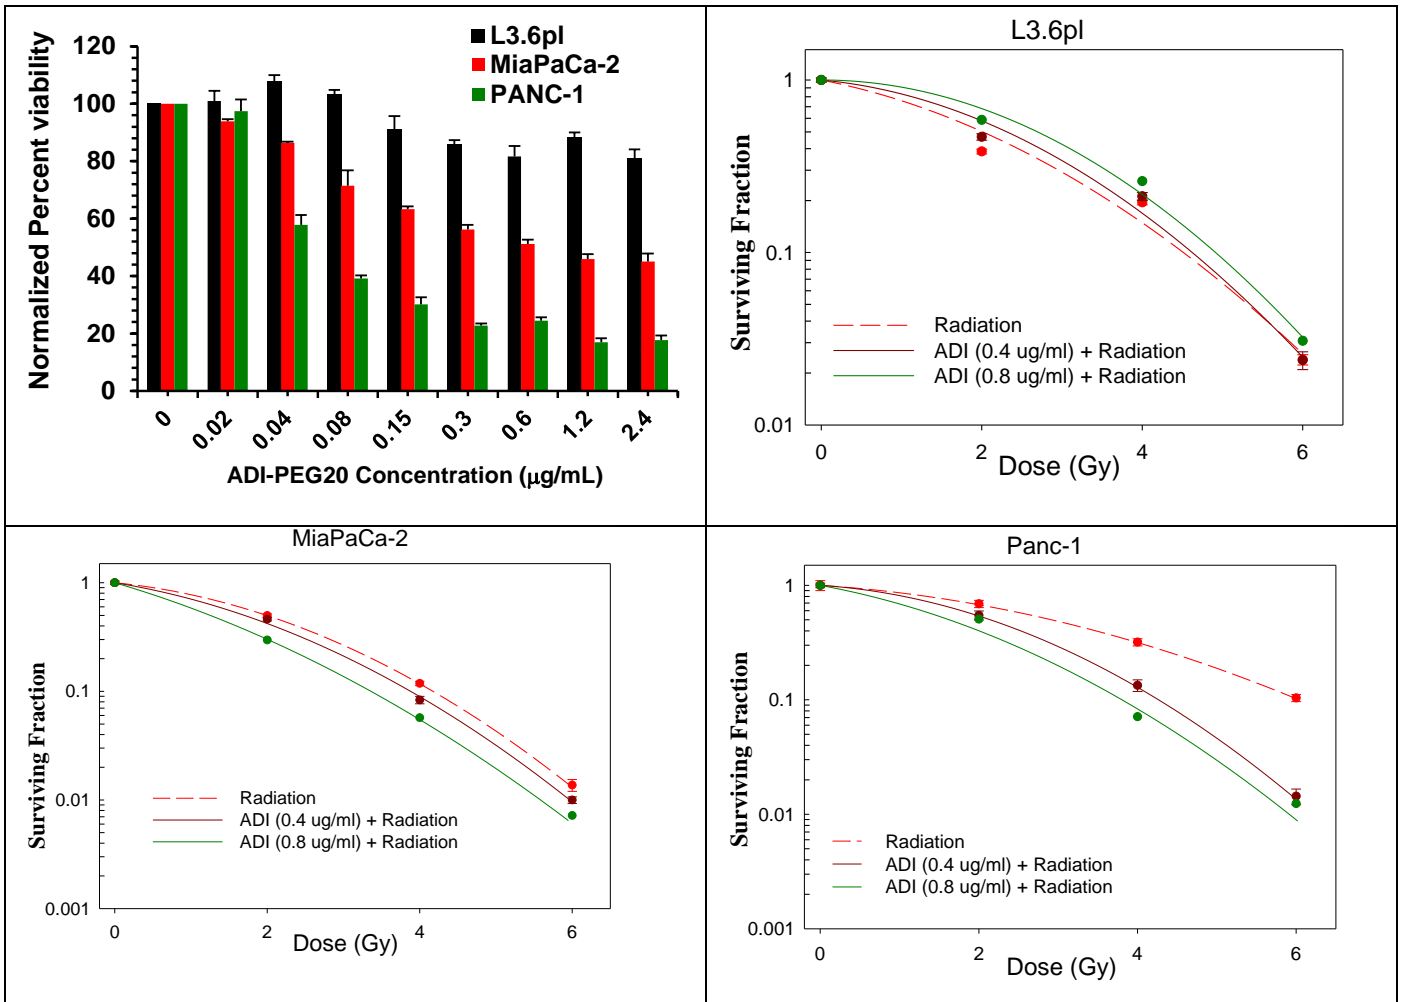 L3.6pl
MiaPaCa-2
PANC-1
Normalized Percent viability
120
100
80
60
40
20
0
0
0.02
0.04
0.08
0.15
0.3
0.6
1.2
2.4
ADI-PEG20 Concentration (μg/mL)
L3.6pl
Surviving Fraction
1
0.1
0.01
Radiation
ADI (0.4 ug/ml) + Radiation
ADI (0.8 ug/ml) + Radiation
0
2
4
6
Dose (Gy)
MiaPaCa-2
Surviving Fraction
1
0.1
0.01
0.001
Radiation
ADI (0.4 ug/ml) + Radiation
ADI (0.8 ug/ml) + Radiation
0
2
4
6
Dose (Gy)
Panc-1
Surviving Fraction
1
0.1
0.01
0.001
Radiation
ADI (0.4 ug/ml) + Radiation
ADI (0.8 ug/ml) + Radiation
0
2
4
6
Dose (Gy)